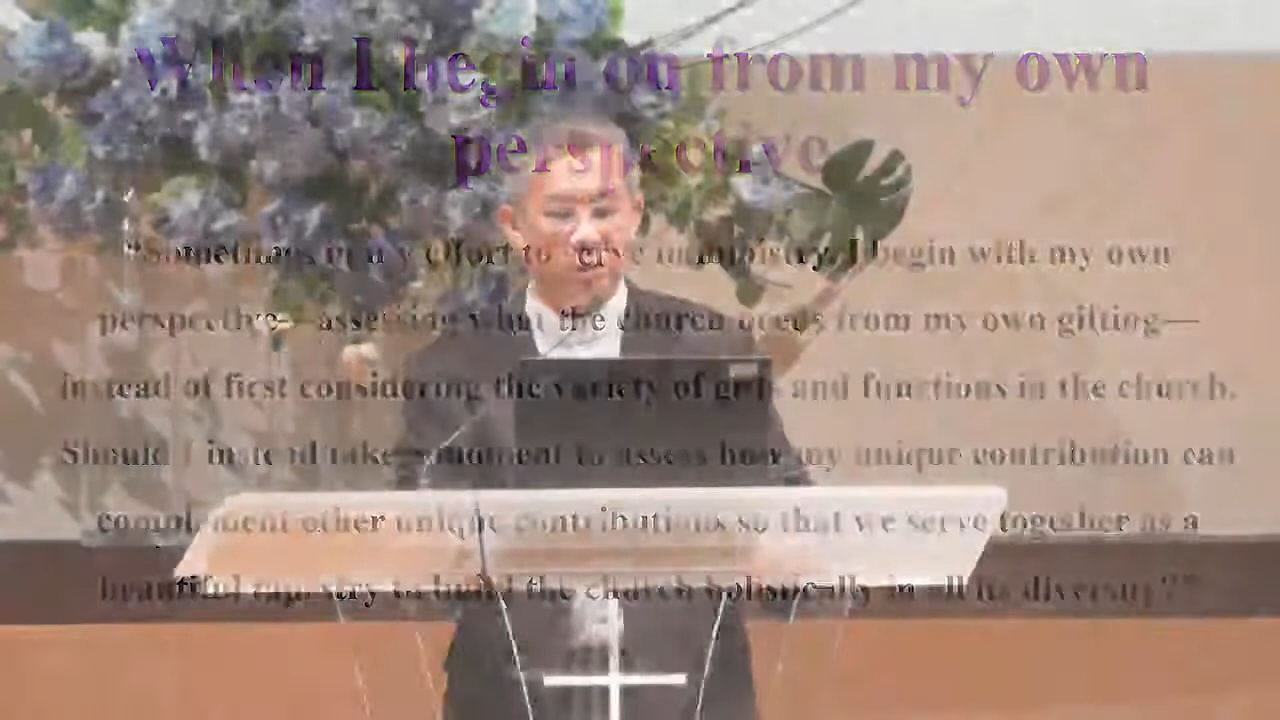 When I begin on from my own
perspective
"Sometimes in my effort to serve in ministry, I begin with my own
perspective—assessing what the church needs from my own gifting—
instead of first considering the variety of gifts and functions in the church.
Should I instead take a moment to assess how my unique contribution can
complement other unique contributions so that we serve together as a
beautiful tapestry to build the church holistically in all its diversity?"